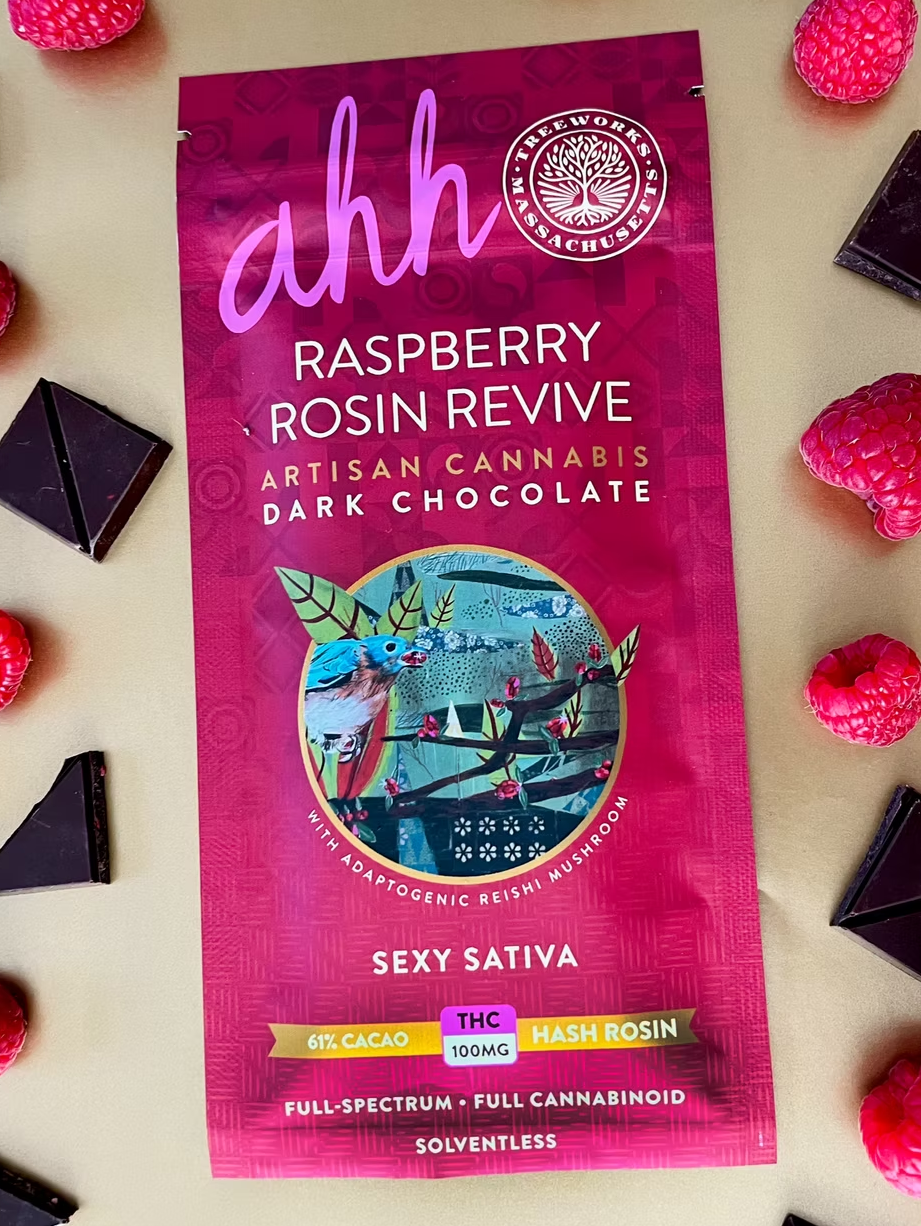 ahh
TREEWORKS
MASSACHUSETTS
RASPBERRY
ROSIN REVIVE
ARTISAN CANNABIS
DARK CHOCOLATE
WITH ADAPTOGENIC REISHI MUSHROOM
SEXY SATIVA
61% CACAO
THC
100MG
HASH ROSIN
FULL-SPECTRUM • FULL CANNABINOID
SOLVENTLESS